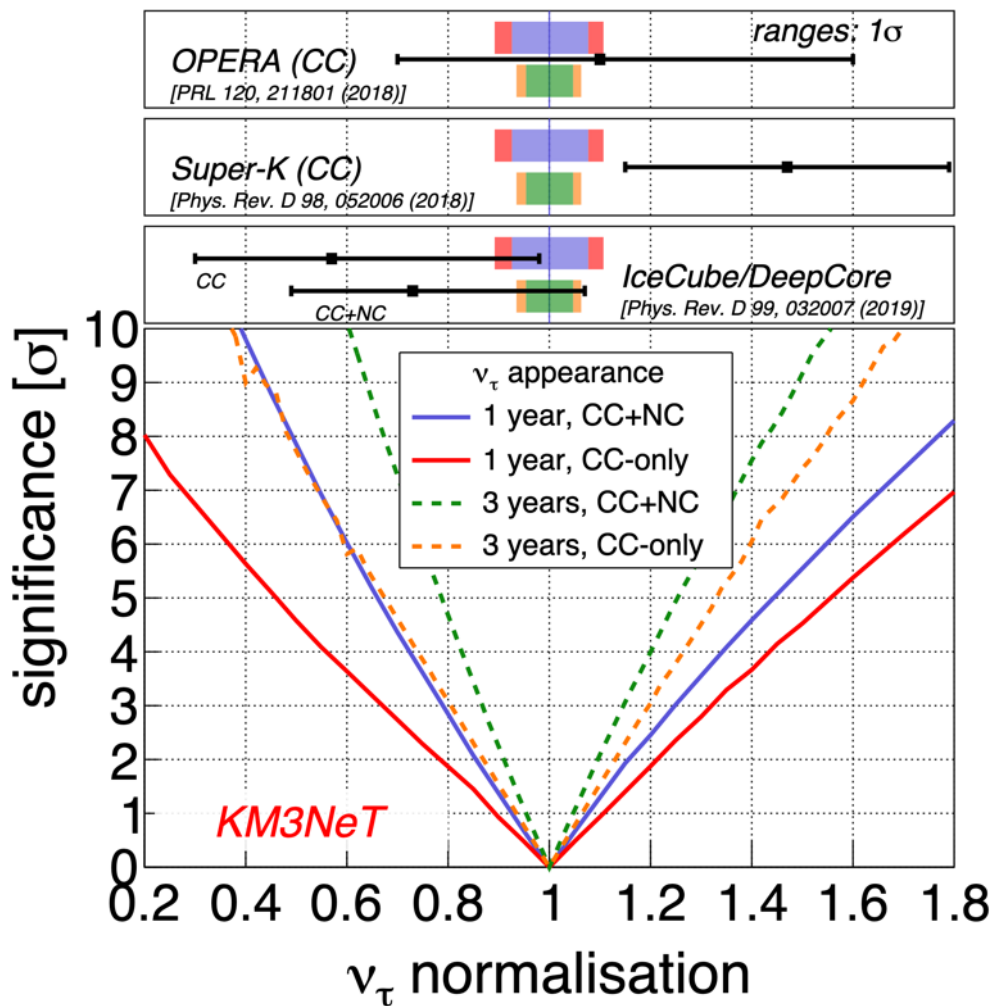 ranges: 1σ
OPERA (CC)
[PRL 120, 211801 (2018)]
Super-K (CC)
[Phys. Rev. D 98, 052006 (2018)]
CC
CC+NC
IceCube/DeepCore
[Phys. Rev. D 99, 032007 (2019)]
significance [σ]
10
9
8
7
6
5
4
3
2
1
0
ντ appearance
1 year, CC+NC
1 year, CC-only
3 years, CC+NC
3 years, CC-only
KM3NeT
0.2 0.4 0.6 0.8 1 1.2 1.4 1.6 1.8
ντ normalisation